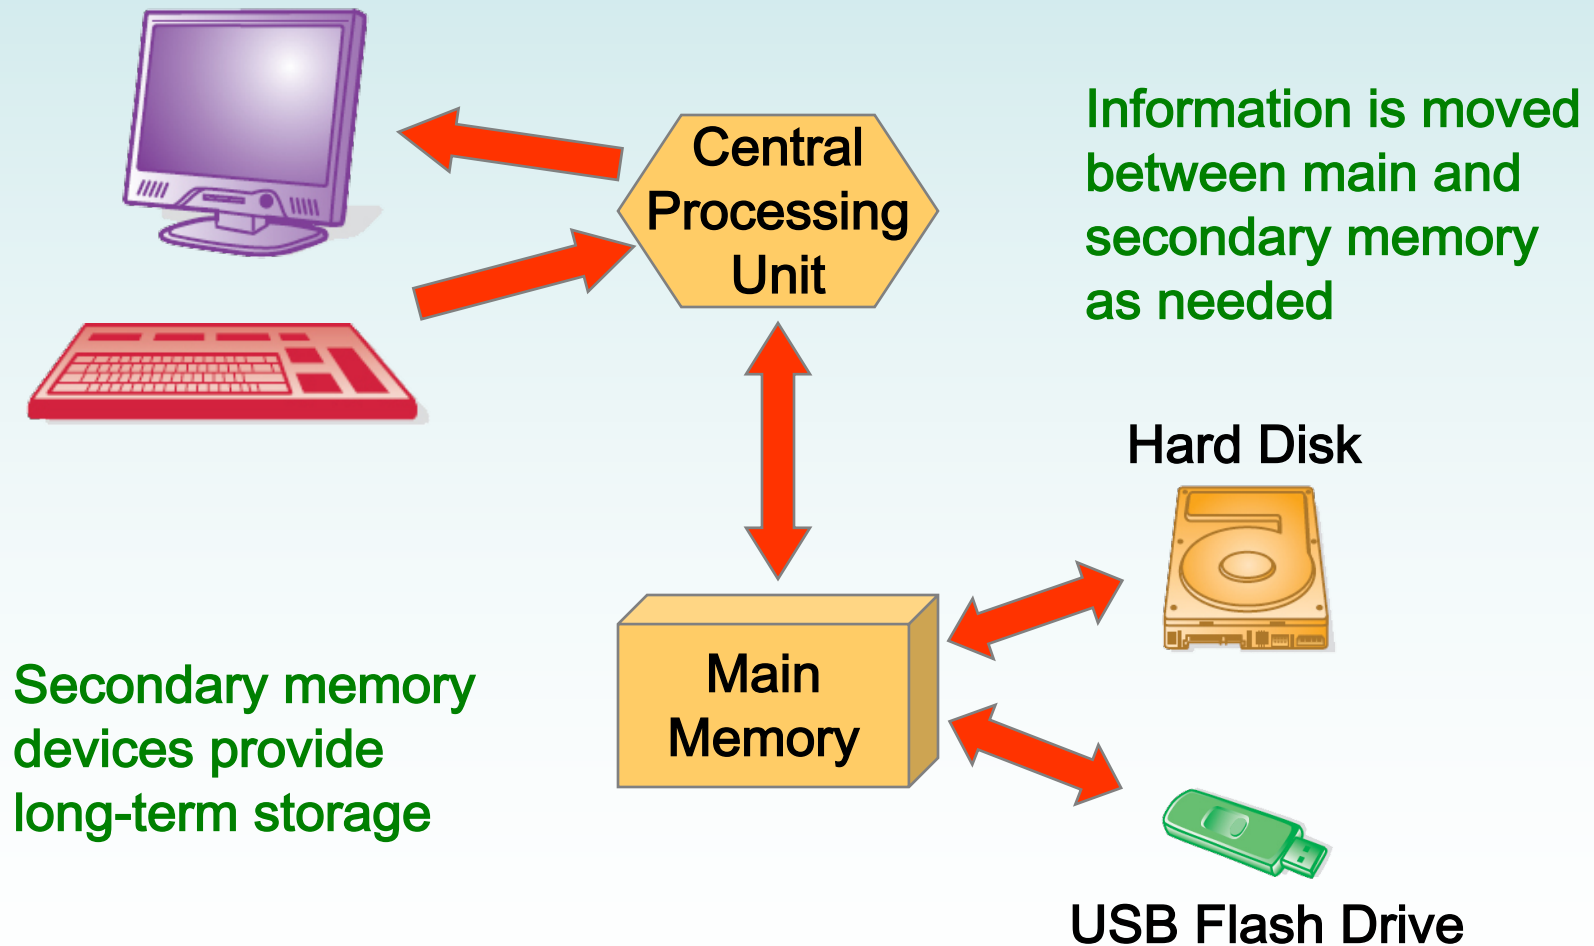 Central
Processing
Unit
Information is moved
between main and
secondary memory
as needed
Hard Disk
Main
Memory
Secondary memory
devices provide
long-term storage
USB Flash Drive